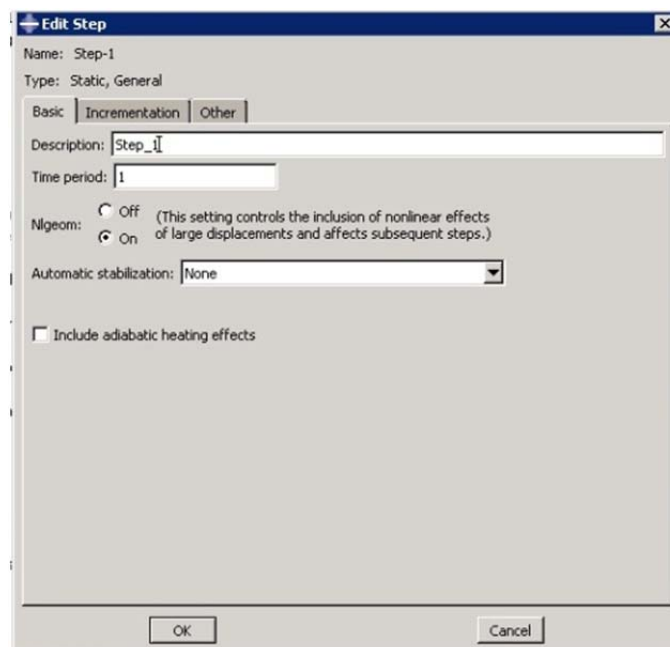 Edit Step
Name: Step-1
Type: Static, General
Basic Incrementation Other
Description: Step_1
Time period: 1
Nlgeom: Off On (This setting controls the inclusion of nonlinear effects
of large displacements and affects subsequent steps.)
Automatic stabilization: None
Include adiabatic heating effects
OK Cancel